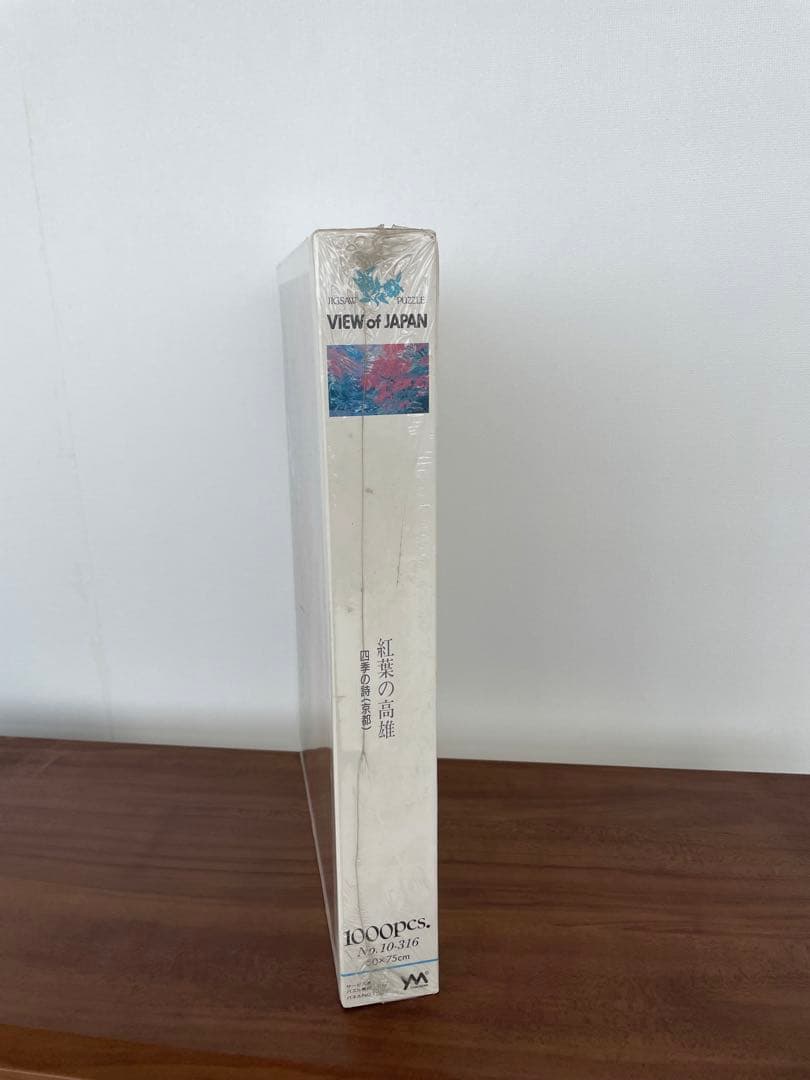 JIGSAW PUZZLE
ViEW of JAPAN
紅葉の高雄
四季の詩(京都)
1000pcs.
No.10-316
50×75cm
YM